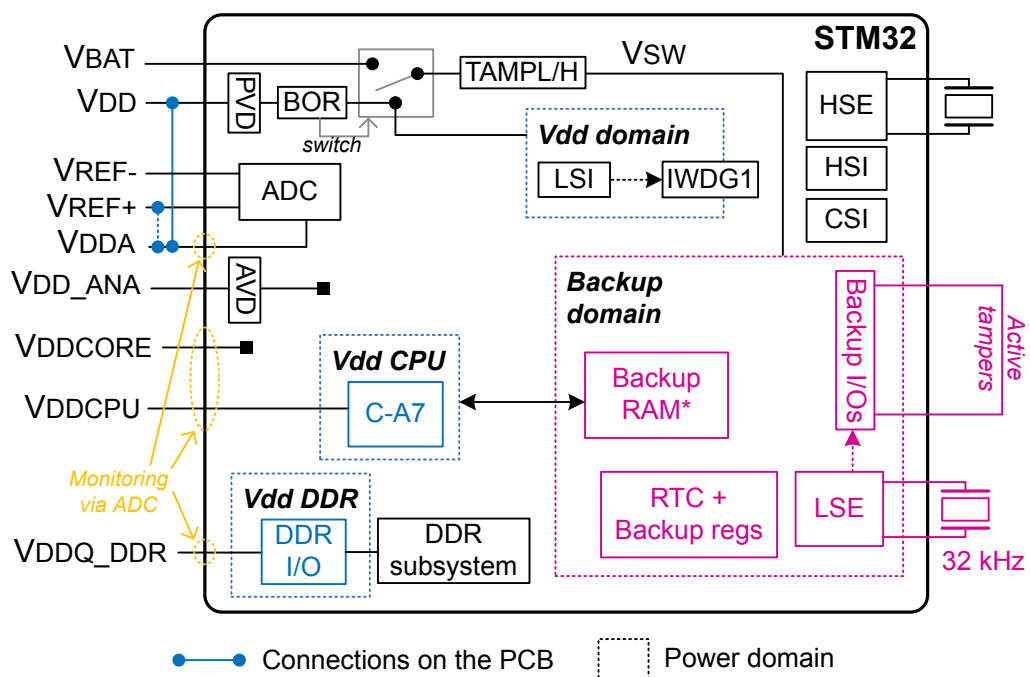 STM32
VBAT
VDD
PVD
BOR
switch
TAMPL/H
VSW
HSE
Vdd domain
LSI
IWDG1
HSI
CSI
VREF-
VREF+
VDDA
ADC
VDD_ANA
AVD
VDDCORE
VDDCPU
Vdd CPU
C-A7
Backup
domain
Backup
RAM*
Backup I/Os
Active
tampers
RTC +
Backup regs
LSE
32 kHz
Monitoring
via ADC
VDDQ_DDR
Vdd DDR
DDR
I/O
DDR
subsystem
Connections on the PCB
Power domain